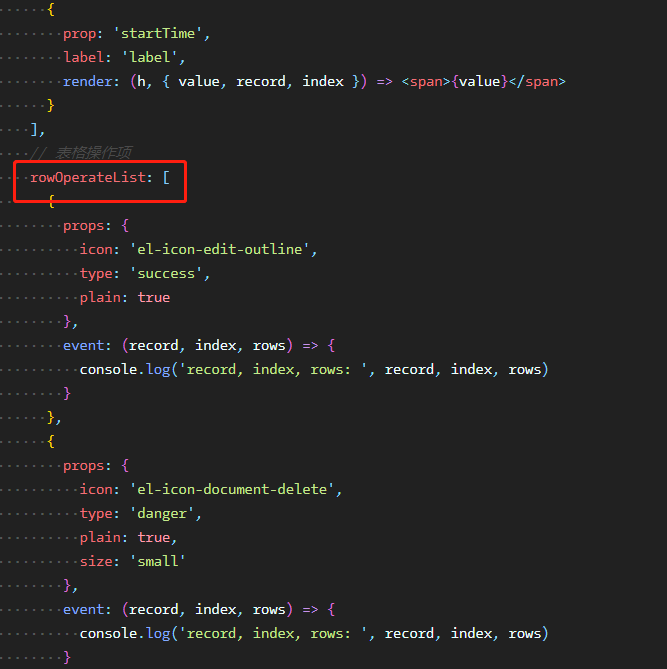 {
prop: 'startTime',
label: 'label',
render: (h, { value, record, index }) => <span>{value}</span>
}
],
// 表格操作项
rowOperateList: [
{
props: {
icon: 'el-icon-edit-outline',
type: 'success',
plain: true
},
event: (record, index, rows) => {
console.log('record, index, rows: ', record, index, rows)
}
},
{
props: {
icon: 'el-icon-document-delete',
type: 'danger',
plain: true,
size: 'small'
},
event: (record, index, rows) => {
console.log('record, index, rows: ', record, index, rows)
}